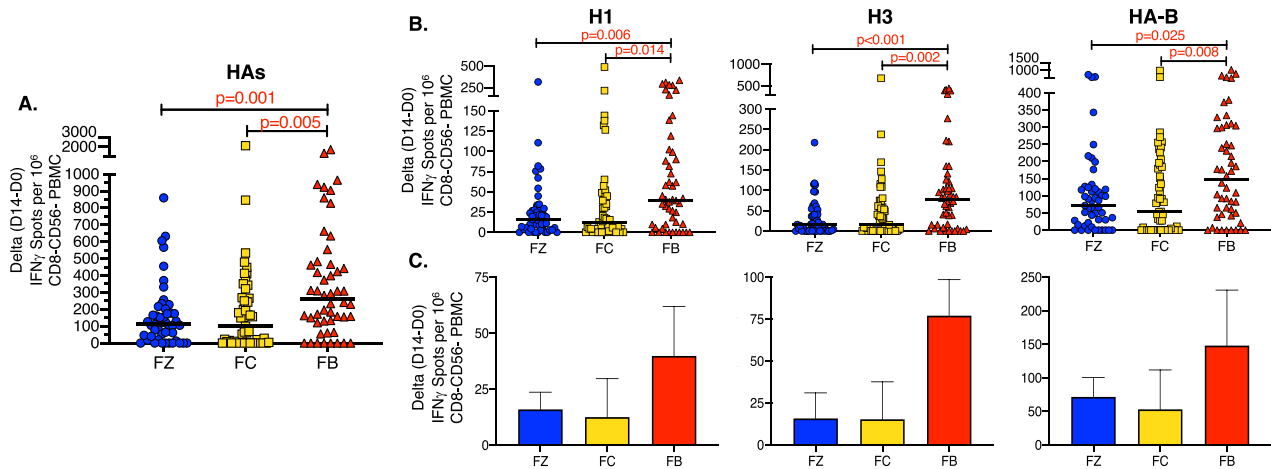 A.
HAs
p=0.001
p=0.005
Delta (D14-D0)
IFNγ Spots per 10⁶
CD8-CD56- PBMC
3000
2000
1000
900
800
700
600
500
400
300
200
100
0
FZ FC FB
B.
H1
p=0.006
p=0.014
Delta (D14-D0)
IFNγ Spots per 10⁶
CD8-CD56- PBMC
500
250
150
125
100
75
50
25
0
FZ FC FB
H3
p<0.001
p=0.002
1000
500
300
250
200
150
100
50
0
FZ FC FB
HA-B
p=0.025
p=0.008
1500
1000
500
400
350
300
250
200
150
100
50
0
FZ FC FB
C.
Delta (D14-D0)
IFNγ Spots per 10⁶
CD8-CD56- PBMC
75
50
25
0
FZ FC FB
100
75
50
25
0
FZ FC FB
250
200
150
100
50
0
FZ FC FB